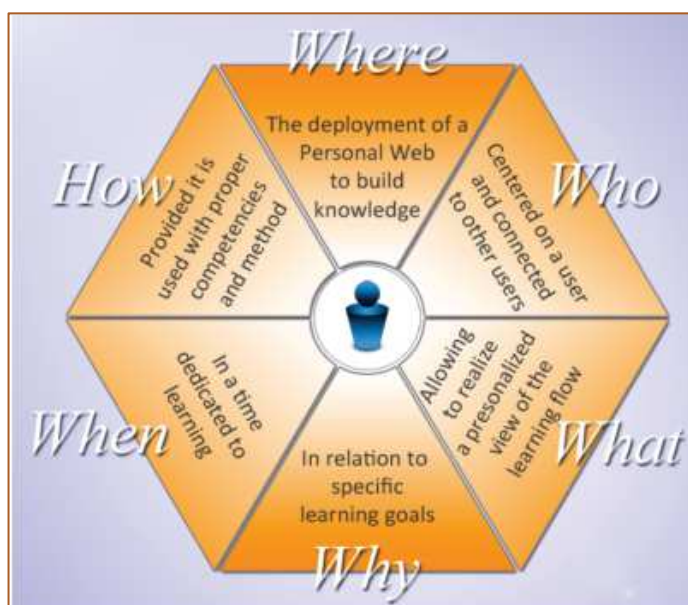 Where
The deployment of a
Personal Web
to build
knowledge
Who
Centered on a user
and connected
to other users
What
Allowing
to realize
a presonalized
view of the
learning flow
Why
In relation to
specific
learning goals
When
In a time
dedicated to
learning
How
Provided it is
used with proper
competencies
and method